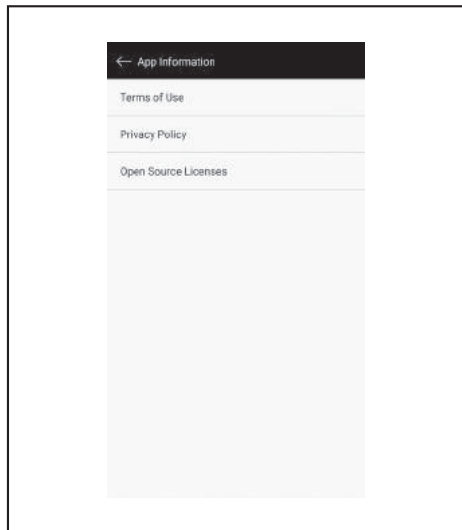 App Information
Terms of Use
Privacy Policy
Open Source Licenses